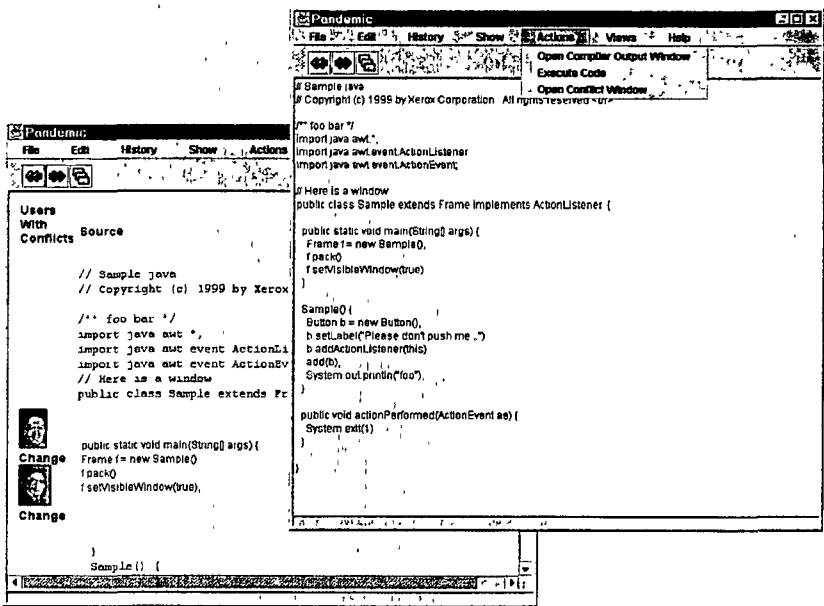 Pandemic
File Edit History Show Actions Views Help
Open Compiler Output Window
Execute Code
Open Conflict Window
// Sample java
// Copyright (c) 1999 by Xerox Corporation All rights reserved
/** foo bar */
import java awt.*,
import java awt.event.ActionListener
import java awt event.ActionEvent;
// Here is a window
public class Sample extends Frame implements ActionListener {
public static void main(String[] args) {
Frame f = new Sample(),
f pack()
f setVisibleWindow(true)
}
Sample() {
Button b = new Button(),
b setLabel("Please don't push me ..")
b addActionListener(this)
add(b),
System out.println("foo"),
}
public void actionPerformed(ActionEvent ae) {
System exit(1)
}
}
Pandemic
File Edit History Show Actions
Users
With
Conflicts Source
// Sample java
// Copyright (c) 1999 by Xerox
/** foo bar */
import java awt *,
import java awt event ActionLi
import java awt event ActionEv
// Here is a window
public class Sample extends Fr
public static void main(String[] args) {
Change Frame f = new Sample()
f pack()
f setVisibleWindow(true),
Change
}
Sample() {